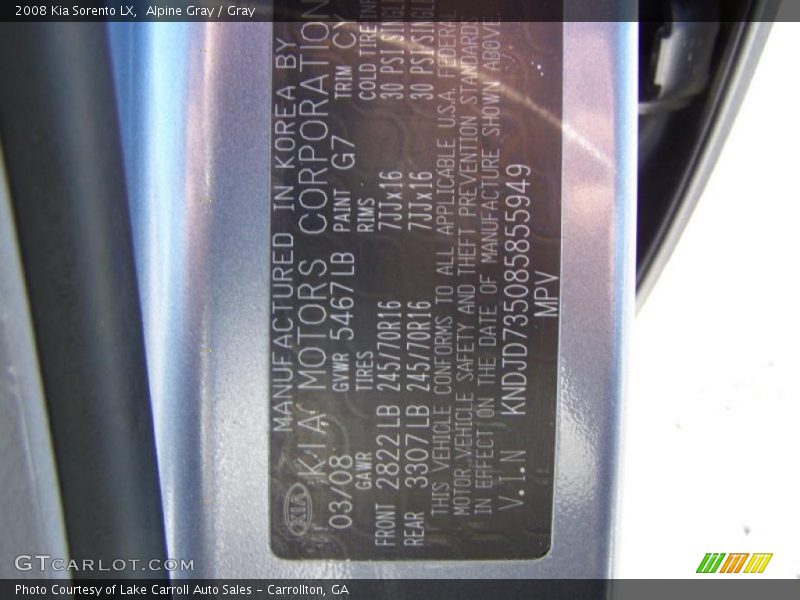 2008 Kia Sorento LX,  Alpine Gray / Gray
MANUFACTURED IN KOREA BY
KIA MOTORS CORPORATION
03/08 GVWR 5467LB PAINT G7 TRIM CY
GAWR TIRES RIMS COLD TIRE
FRONT 2822LB 245/70R16 7JJx16 30 PSI
REAR 3307LB 245/70R16 7JJx16 30 PSI
THIS VEHICLE CONFORMS TO ALL APPLICABLE U.S.A. FEDERAL
MOTOR VEHICLE SAFETY AND THEFT PREVENTION STANDARDS
IN EFFECT ON THE DATE OF MANUFACTURE SHOWN ABOVE.
V.I.N KNDJD735085855949
MPV
KIA
GTCARLOT.COM
Photo Courtesy of Lake Carroll Auto Sales - Carrollton, GA